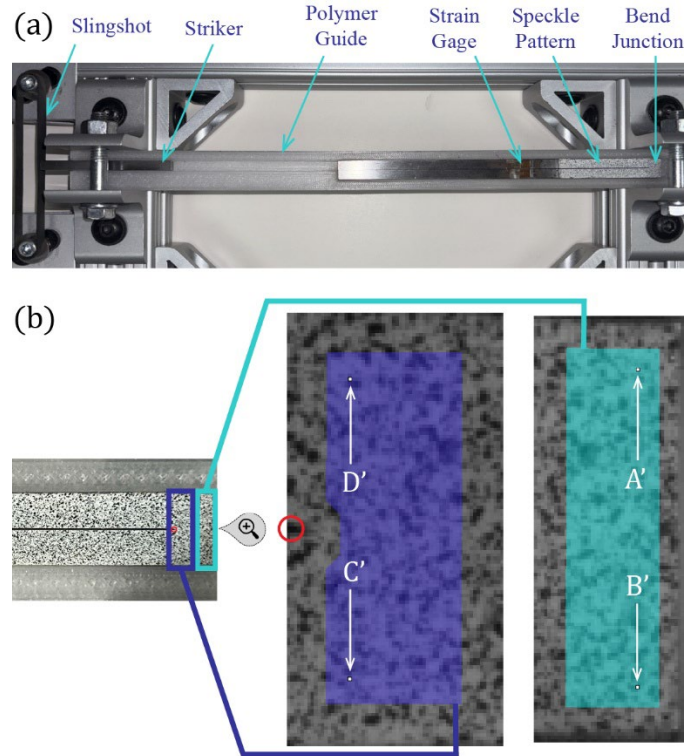 (a)
Slingshot
Striker
Polymer
Guide
Strain
Gage
Speckle
Pattern
Bend
Junction
(b)
D’
A’
C’
B’